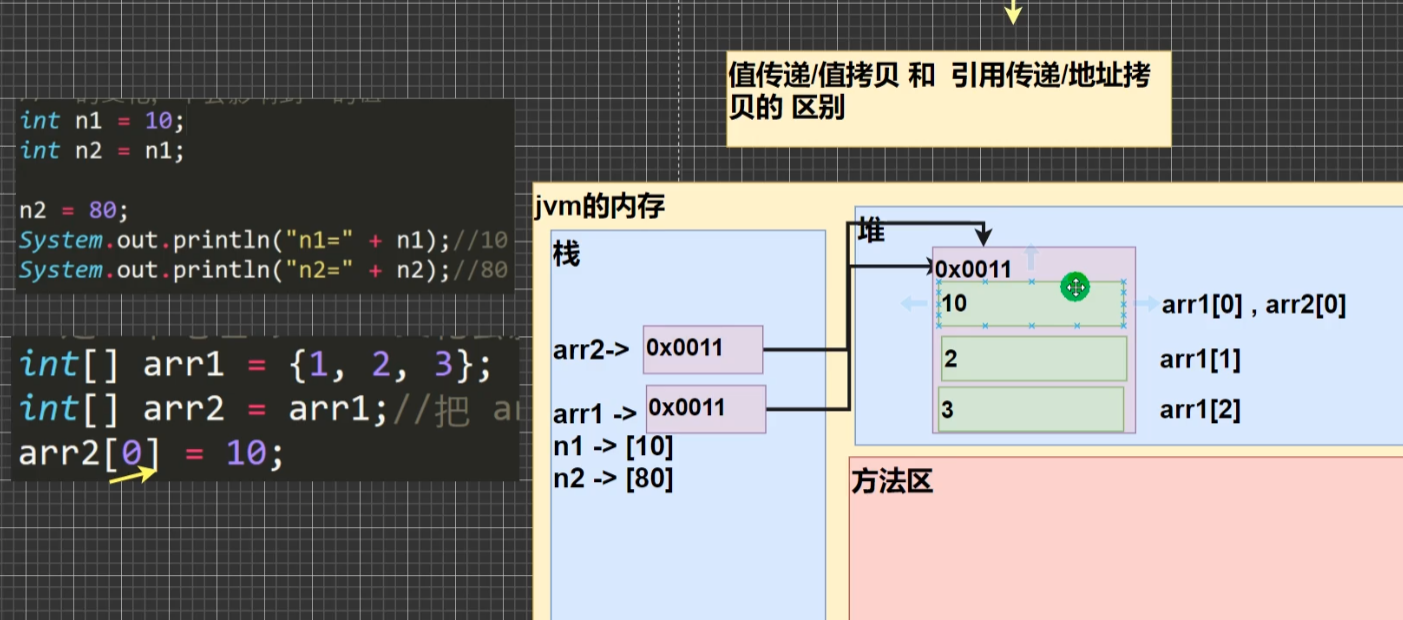 int n1 = 10;
int n2 = n1;
n2 = 80;
System.out.println("n1=" + n1);//10
System.out.println("n2=" + n2);//80
int[] arr1 = {1, 2, 3};
int[] arr2 = arr1;//把 ar
arr2[0] = 10;
值传递/值拷贝 和 引用传递/地址拷
贝的 区别
jvm的内存
栈
arr2-> 0x0011
arr1 -> 0x0011
n1 -> [10]
n2 -> [80]
堆
0x0011
10 arr1[0] , arr2[0]
2 arr1[1]
3 arr1[2]
方法区